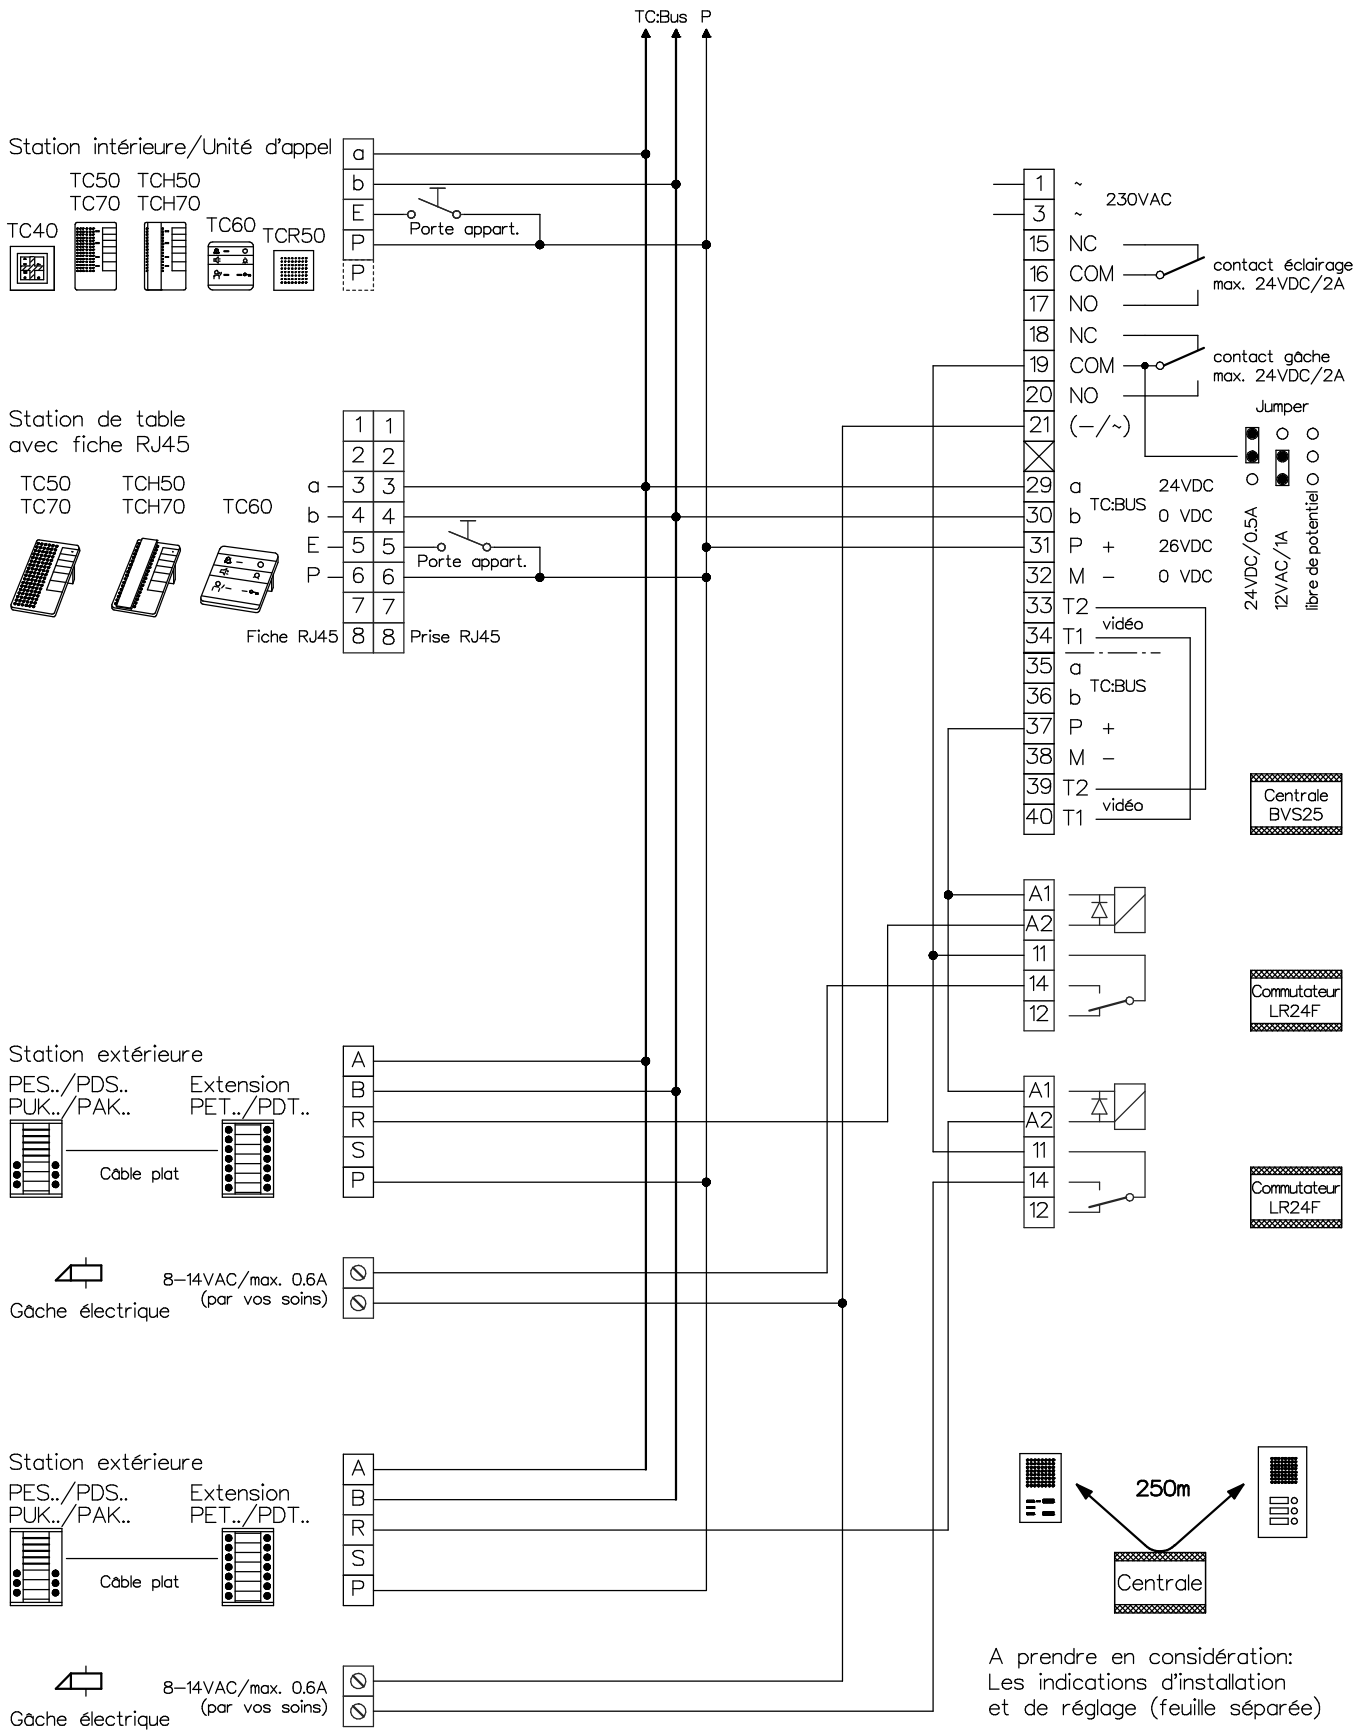 TC:Bus P
Station intérieure/Unité d'appel
TC50 TCH50
TC70 TCH70
TC40
TC60
TCR50
a
b
E
P
P
Porte appart.
1 ~
3 ~
230VAC
15 NC
16 COM
17 NO
contact éclairage
max. 24VDC/2A
18 NC
19 COM
20 NO
contact gâche
max. 24VDC/2A
21 (-/~)
Jumper
24VDC/0.5A
12VAC/1A
libre de potentiel
29 a 24VDC
TC:BUS
30 b 0 VDC
31 P + 26VDC
32 M - 0 VDC
33 T2
vidéo
34 T1
35 a
TC:BUS
36 b
37 P +
38 M -
39 T2
vidéo
40 T1
Centrale
BVS25
Station de table
avec fiche RJ45
TC50 TCH50
TC70 TCH70 TC60
1 1
2 2
a 3 3
b 4 4
E 5 5
P 6 6
7 7
Fiche RJ45 8 8 Prise RJ45
Porte appart.
A1
A2
11
14
12
Commutateur
LR24F
A1
A2
11
14
12
Commutateur
LR24F
Station extérieure
PES../PDS.. Extension
PUK../PAK.. PET../PDT..
Câble plat
A
B
R
S
P
8-14VAC/max. 0.6A
(par vos soins)
Gâche électrique
Station extérieure
PES../PDS.. Extension
PUK../PAK.. PET../PDT..
Câble plat
A
B
R
S
P
8-14VAC/max. 0.6A
(par vos soins)
Gâche électrique
250m
Centrale
A prendre en considération:
Les indications d'installation
et de réglage (feuille séparée)